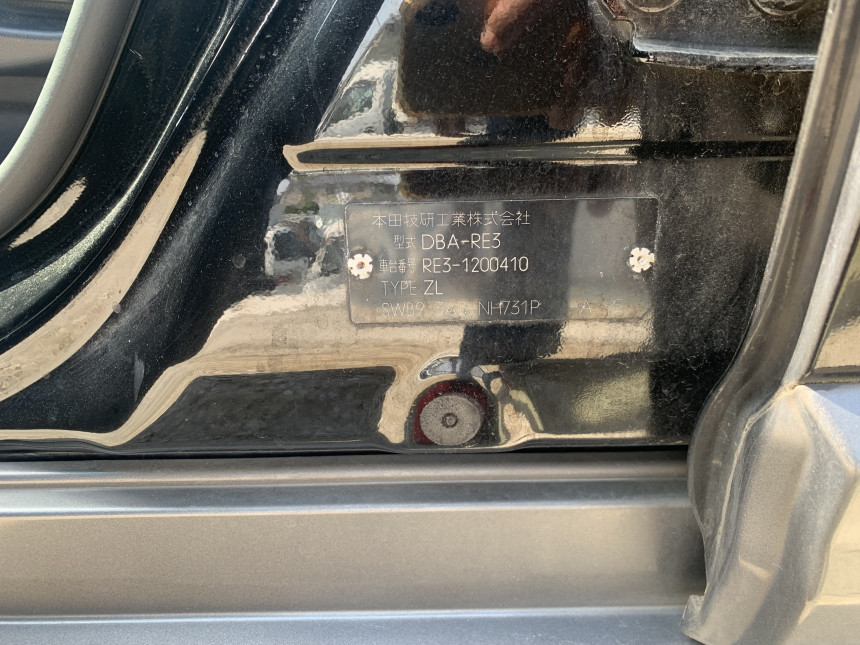 本田技研工業株式会社
型式 DBA-RE3
車台番号 RE3-1200410
TYPE ZL
NH731P